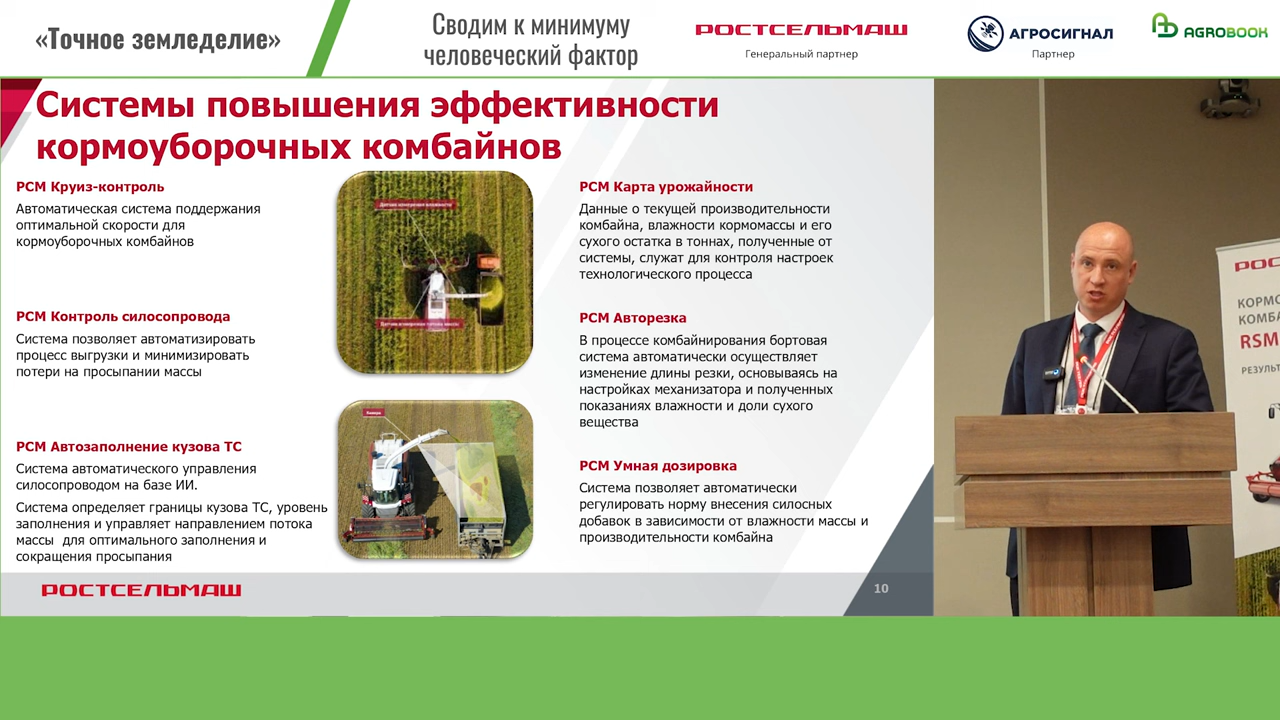 «Точное земледелие»
Сводим к минимуму
человеческий фактор
РОСТСЕЛЬМАШ
Генеральный партнер
АГРОСИГНАЛ
Партнер
AGROBOOK
Системы повышения эффективности
кормоуборочных комбайнов
РСМ Круиз-контроль
Автоматическая система поддержания
оптимальной скорости для
кормоуборочных комбайнов
РСМ Контроль силосопровода
Система позволяет автоматизировать
процесс выгрузки и минимизировать
потери на просыпании массы
РСМ Автозаполнение кузова ТС
Система автоматического управления
силосопроводом на базе ИИ.
Система определяет границы кузова ТС, уровень
заполнения и управляет направлением потока
массы для оптимального заполнения и
сокращения просыпания
Камера
РСМ Карта урожайности
Данные о текущей производительности
комбайна, влажности кормомассы и его
сухого остатка в тоннах, полученные от
системы, служат для контроля настроек
технологического процесса
РСМ Авторезка
В процессе комбайнирования бортовая
система автоматически осуществляет
изменение длины резки, основываясь на
настройках механизатора и полученных
показаниях влажности и доли сухого
вещества
РСМ Умная дозировка
Система позволяет автоматически
регулировать норму внесения силосных
добавок в зависимости от влажности массы и
производительности комбайна
РОСТСЕЛЬМАШ
10
РОС
КОРМО
КОМБА
RSM
РЕЗУЛЬТ